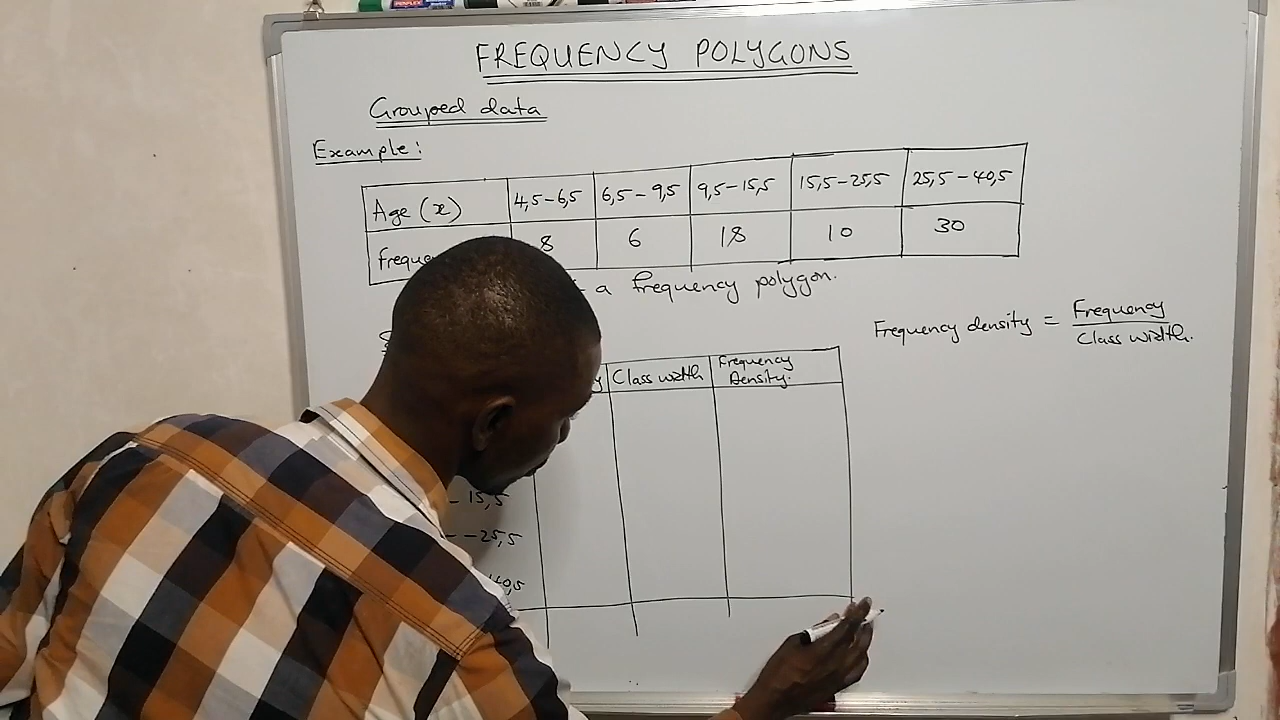 FREQUENCY POLYGONS
Grouped data
Example:
Age (x) 4,5-6,5 6,5-9,5 9,5-15,5 15,5-25,5 25,5-40,5
8 6 18 10 30
a frequency polygon.
Frequency density = Frequency
Class width.
Class width Frequency
Density.
- 15,5
- -25,5